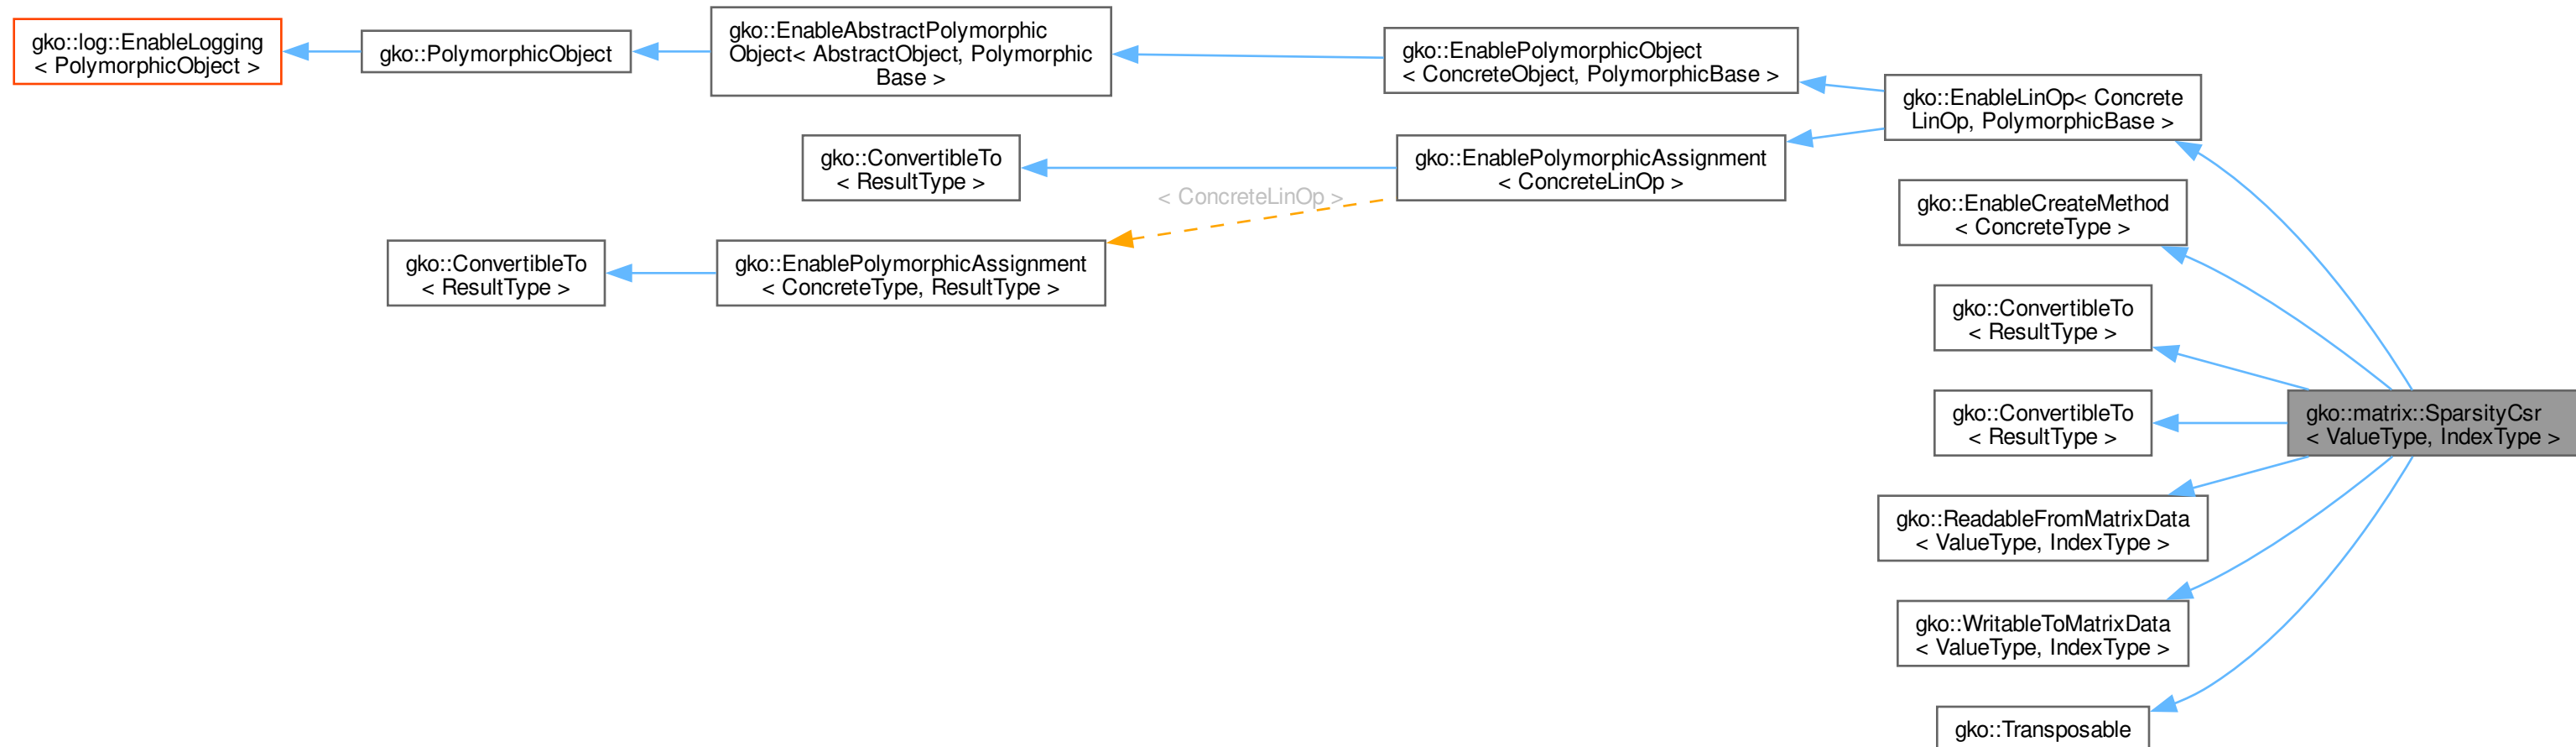 gko::log::EnableLogging
< PolymorphicObject >
gko::PolymorphicObject
gko::EnableAbstractPolymorphic
Object< AbstractObject, Polymorphic
Base >
gko::EnablePolymorphicObject
< ConcreteObject, PolymorphicBase >
gko::EnableLinOp< Concrete
LinOp, PolymorphicBase >
gko::ConvertibleTo
< ResultType >
gko::EnablePolymorphicAssignment
< ConcreteLinOp >
< ConcreteLinOp >
gko::EnableCreateMethod
< ConcreteType >
gko::ConvertibleTo
< ResultType >
gko::EnablePolymorphicAssignment
< ConcreteType, ResultType >
gko::ConvertibleTo
< ResultType >
gko::ConvertibleTo
< ResultType >
gko::matrix::SparsityCsr
< ValueType, IndexType >
gko::ReadableFromMatrixData
< ValueType, IndexType >
gko::WritableToMatrixData
< ValueType, IndexType >
gko::Transposable